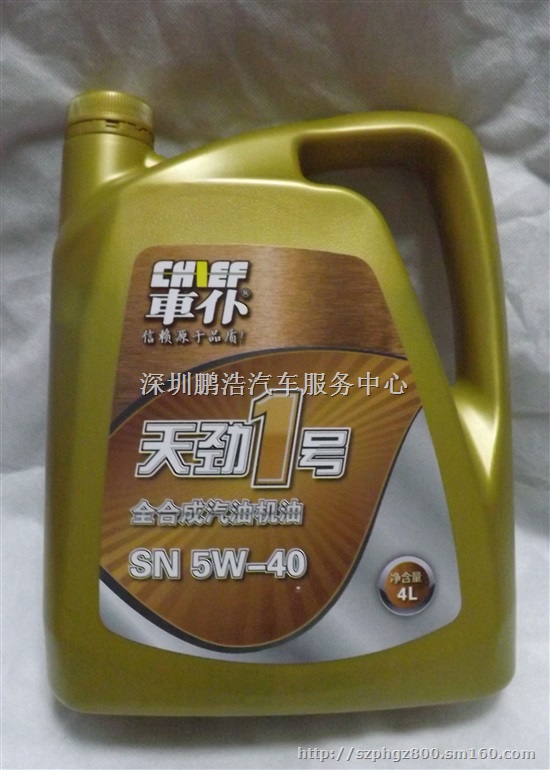 CHIEF
車仆®
信赖源于品质!
深圳鹏浩汽车服务中心
天劲1号
全合成汽油机油
SN 5W-40
净含量
4L
http://szphgz800.sm160.com